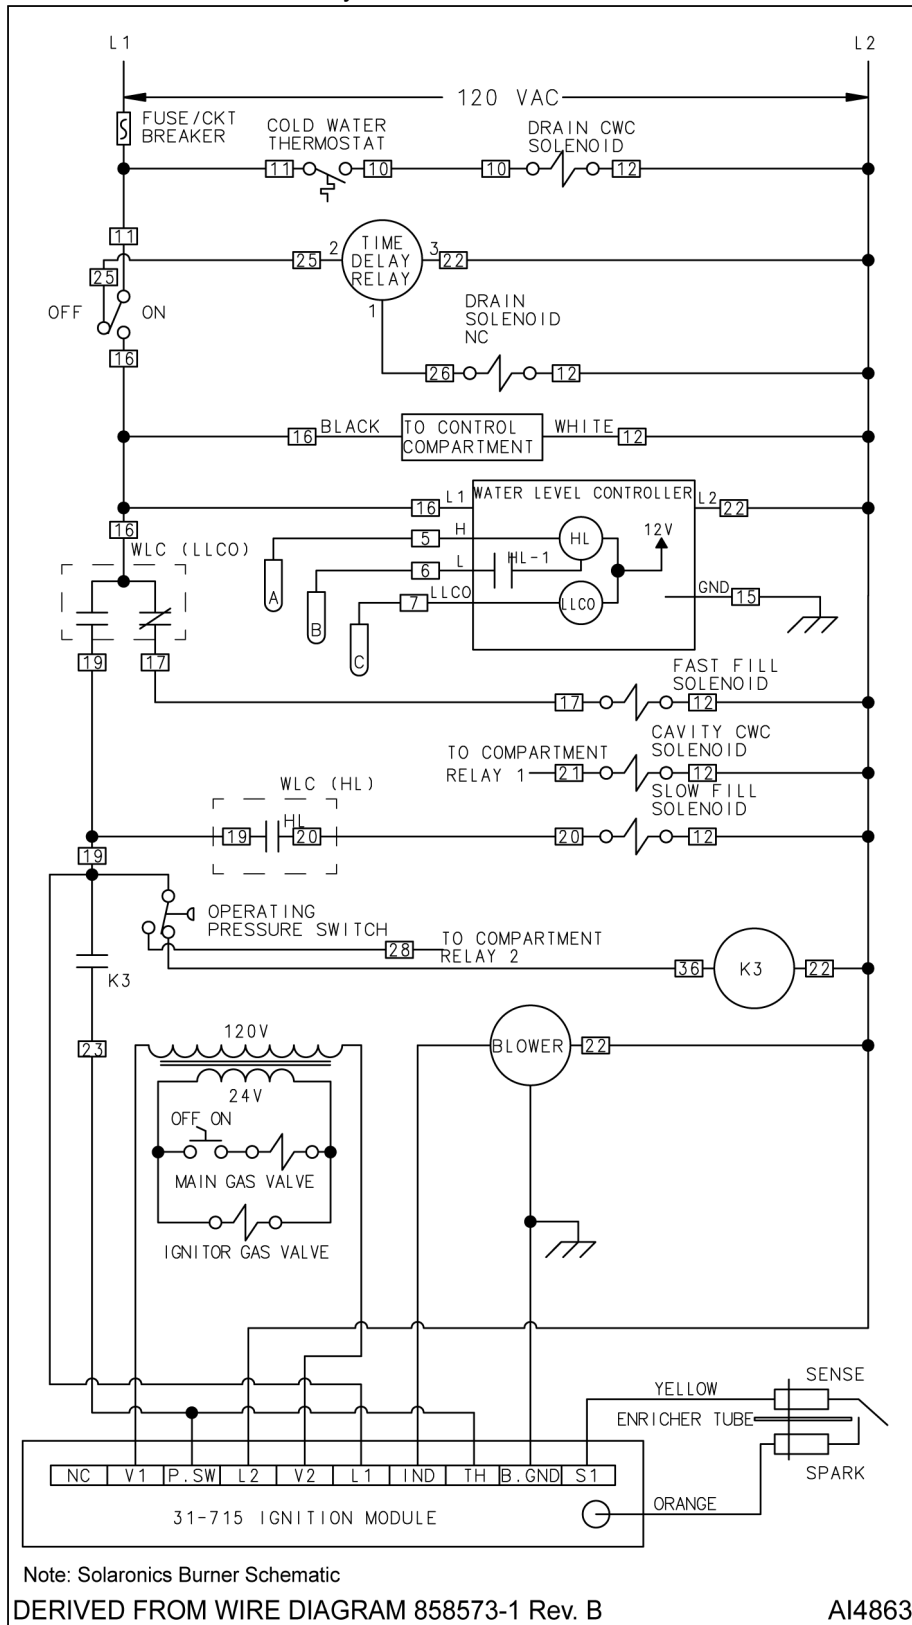 L1
L2
120 VAC
FUSE/CKT
BREAKER
COLD WATER
THERMOSTAT
DRAIN CWC
SOLENOID
11
10
10
12
11
25
OFF
ON
16
25
2
TIME
DELAY
RELAY
3
22
1
DRAIN
SOLENOID
NC
26
12
16
BLACK
TO CONTROL
COMPARTMENT
WHITE
12
16
L1
WATER LEVEL CONTROLLER
L2
22
16
WLC (LLCO)
5
H
HL
12V
6
L
HL-1
7
LLCO
LLCO
GND
15
A
B
C
19
17
17
FAST FILL
SOLENOID
12
TO COMPARTMENT
RELAY 1
21
CAVITY CWC
SOLENOID
12
WLC (HL)
19
HL
20
20
SLOW FILL
SOLENOID
12
19
OPERATING
PRESSURE SWITCH
28
TO COMPARTMENT
RELAY 2
K3
36
K3
22
23
120V
24V
OFF ON
MAIN GAS VALVE
IGNITOR GAS VALVE
BLOWER
22
YELLOW
SENSE
ENRICHER TUBE
SPARK
ORANGE
NC V1 P.SW L2 V2 L1 IND TH B.GND S1
31-715 IGNITION MODULE
Note: Solaronics Burner Schematic
DERIVED FROM WIRE DIAGRAM 858573-1 Rev. B
AI4863